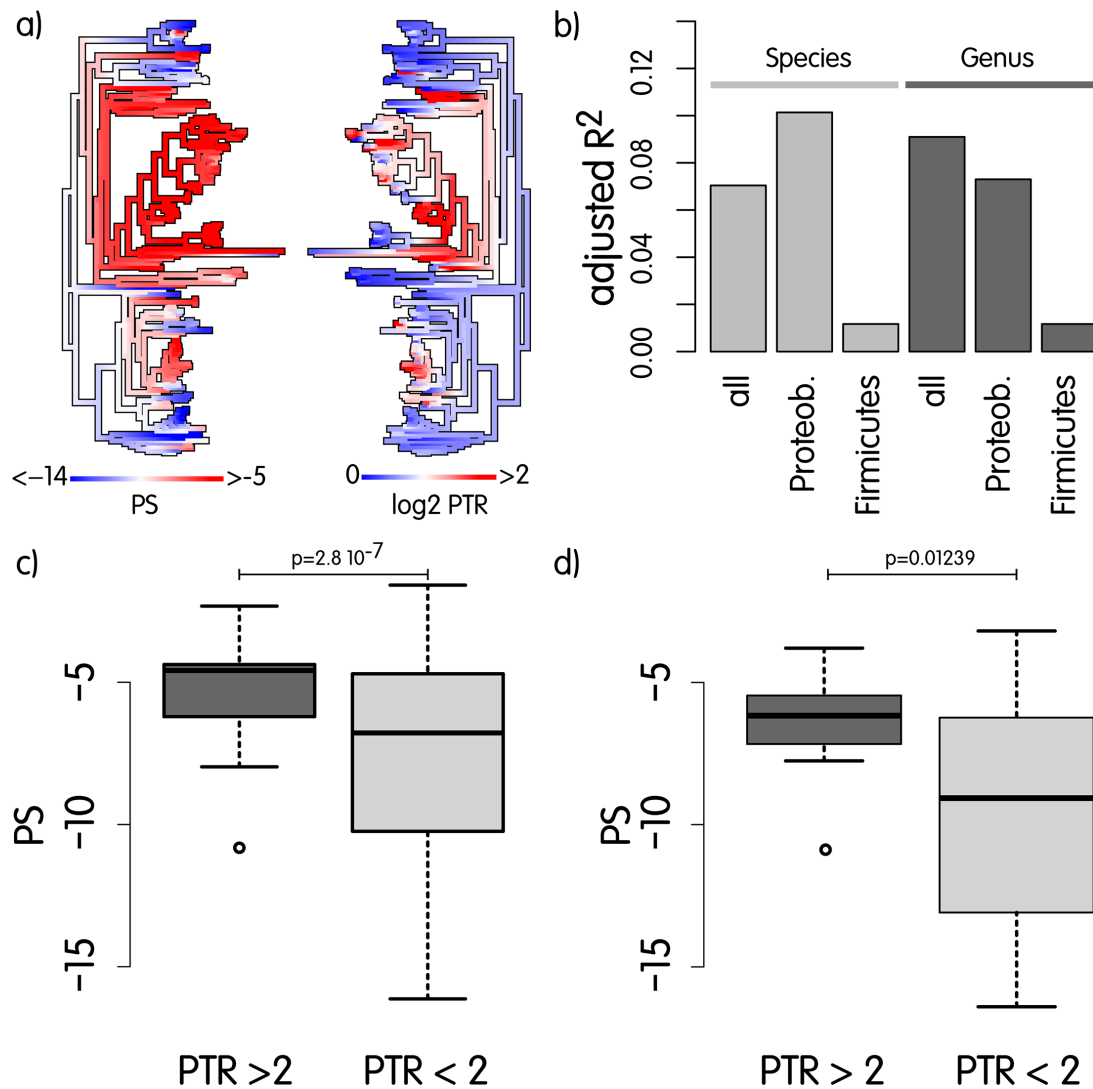 a)
<−14
>-5
PS
0
>2
log2 PTR
b)
adjusted R²
0.00
0.04
0.08
0.12
Species
Genus
all
Proteob.
Firmicutes
all
Proteob.
Firmicutes
c)
p=2.8 10⁻⁷
PS
−5
−10
−15
PTR >2
PTR < 2
d)
p=0.01239
PS
−5
−10
−15
PTR > 2
PTR < 2